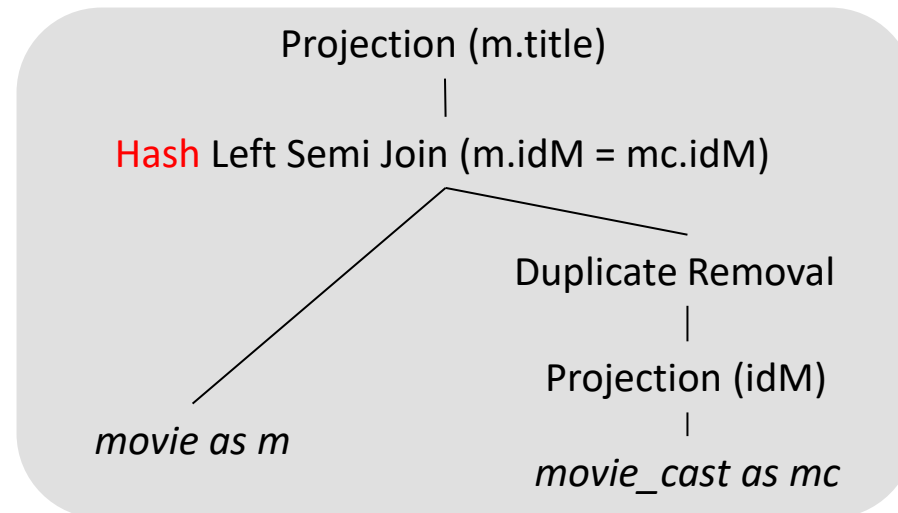 Projection (m.title)
Hash Left Semi Join (m.idM = mc.idM)
Duplicate Removal
Projection (idM)
movie as m
movie_cast as mc